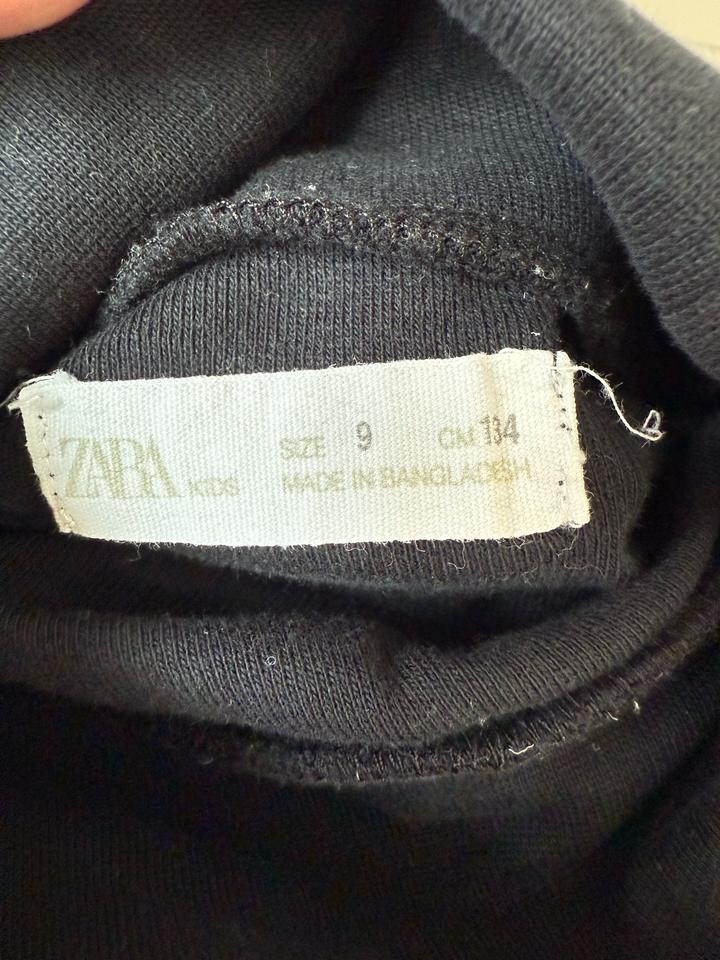 SIZE 9 CM.134
ZARA KIDS MADE IN BANGLADESH